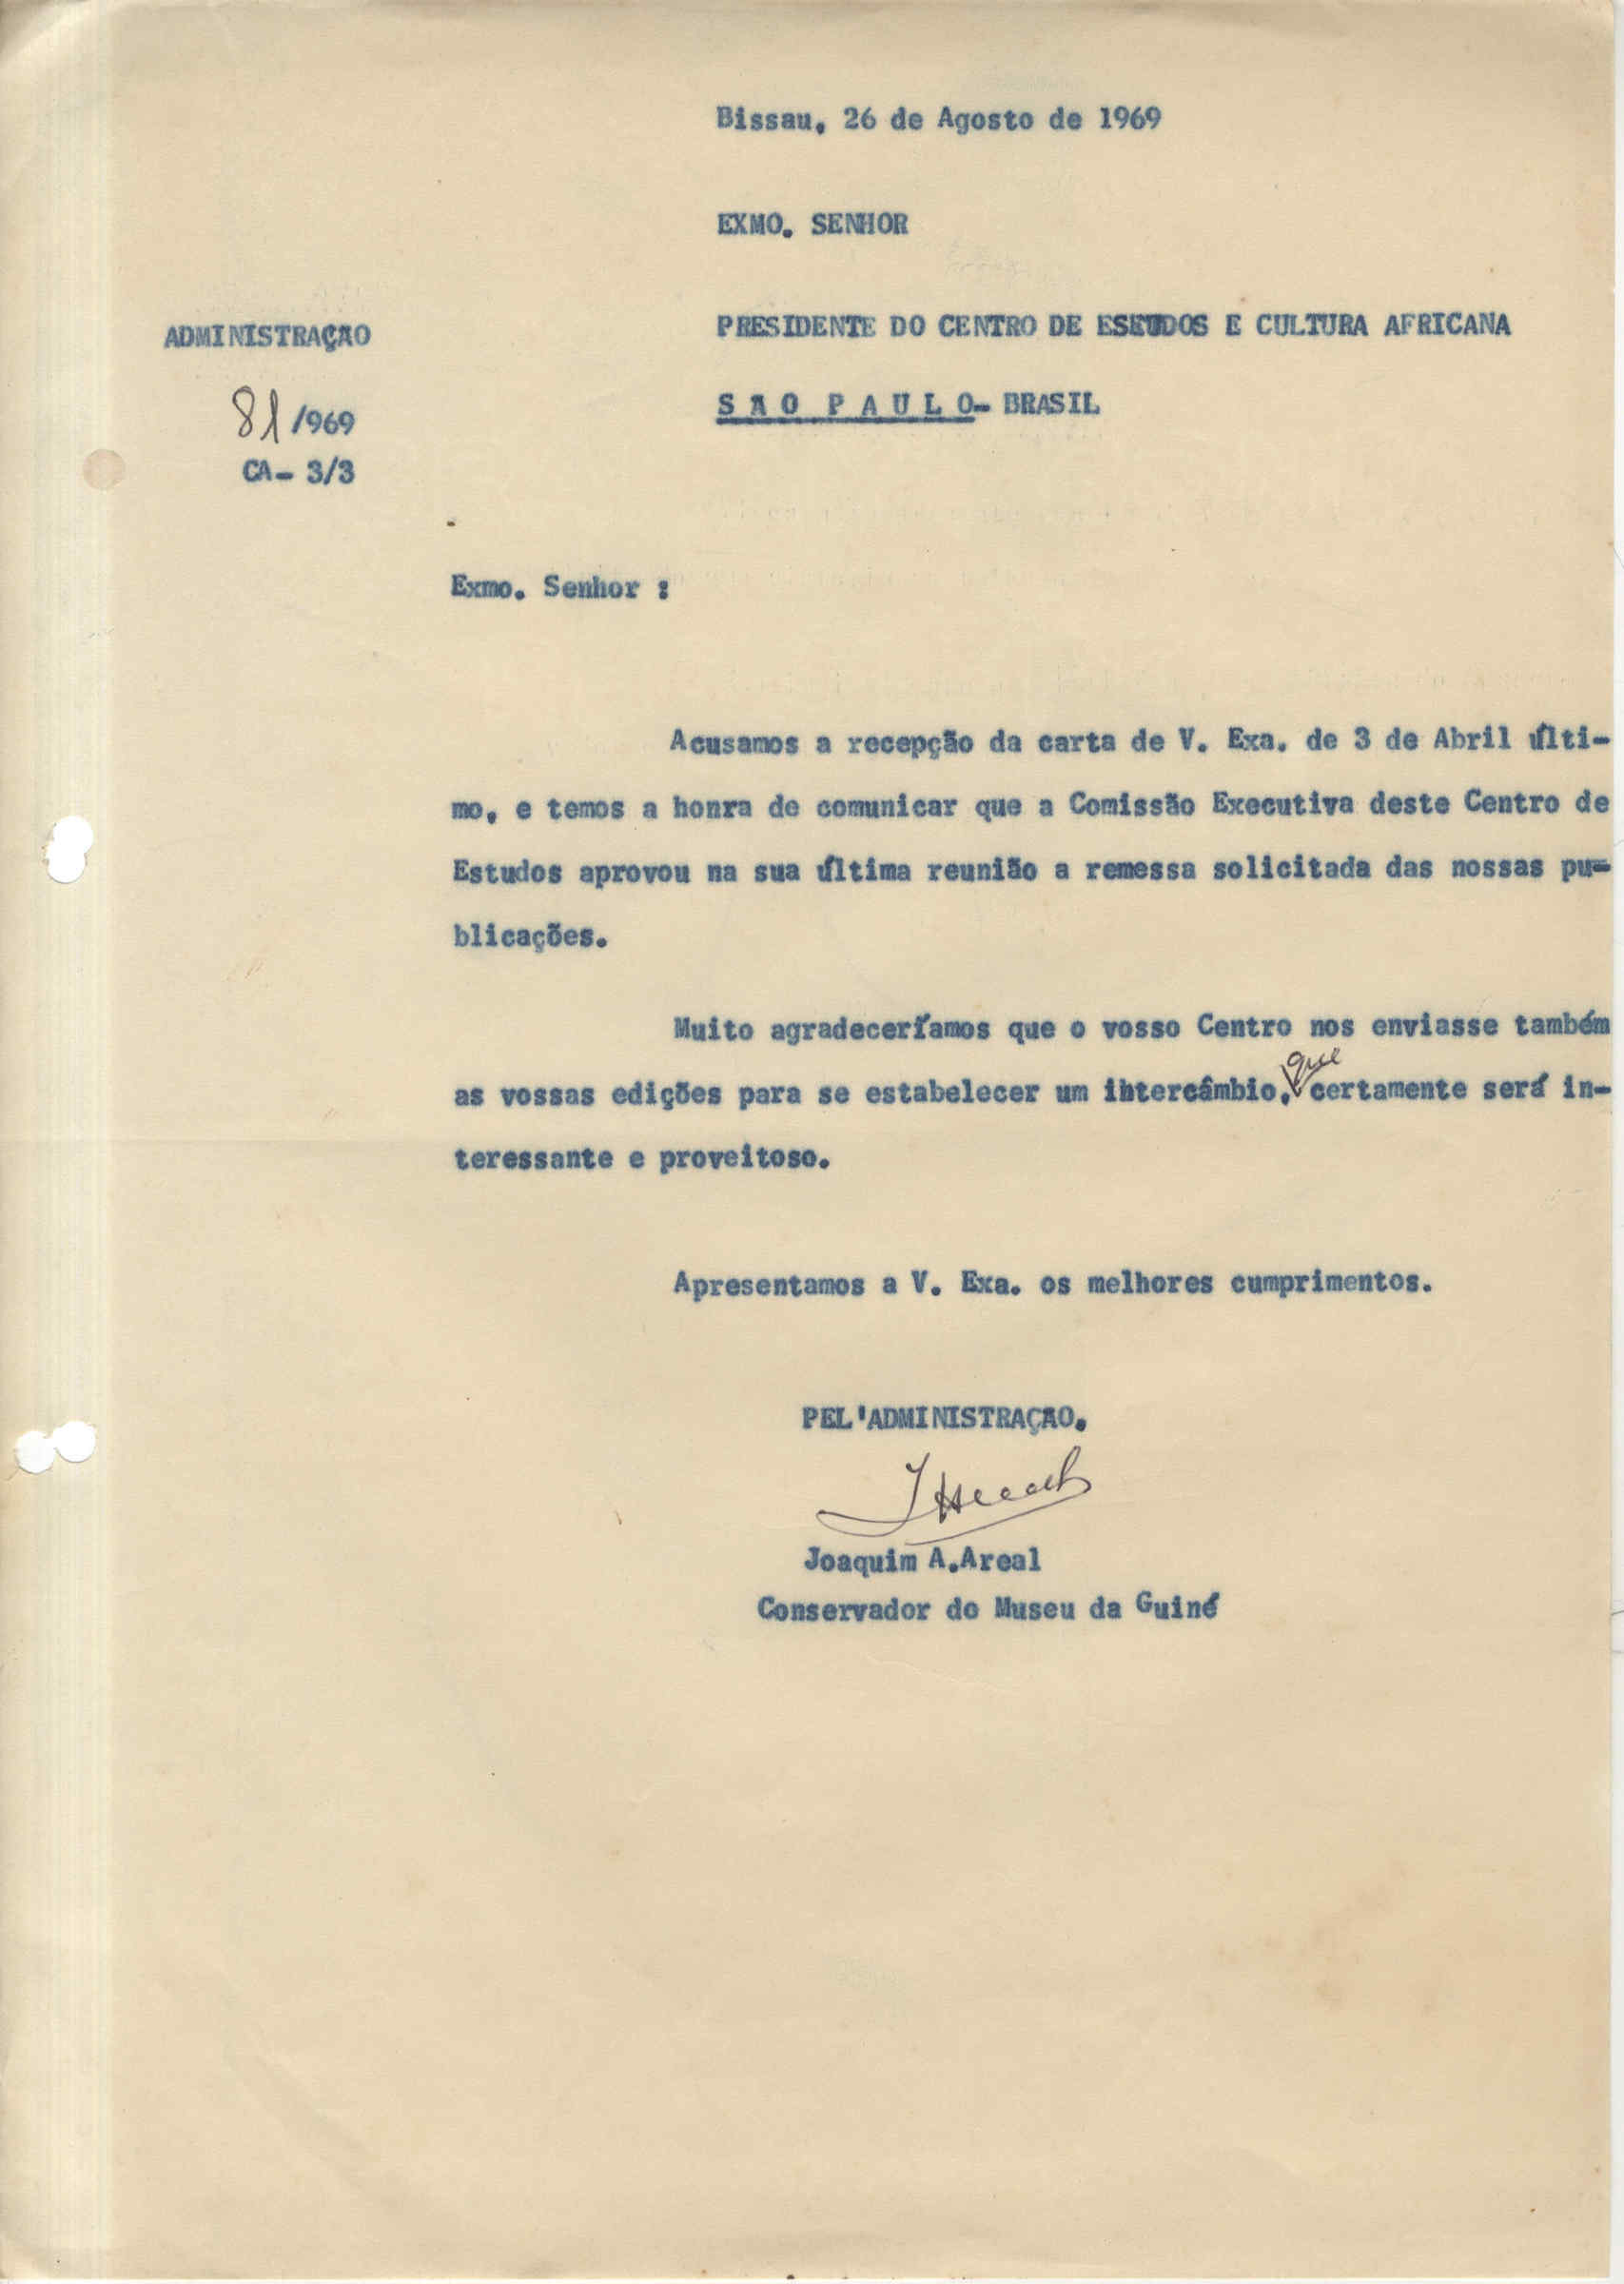 Bissau, 26 de Agosto de 1969
EXMO. SENHOR
PRESIDENTE DO CENTRO DE ESTUDOS E CULTURA AFRICANA
SAO PAULO- BRASIL
ADMINISTRAÇÃO
81/969
CA- 3/3
Exmo. Senhor :
Acusamos a recepção da carta de V. Exa. de 3 de Abril últi-
mo, e temos a honra de comunicar que a Comissão Executiva deste Centro de
Estudos aprovou na sua última reunião a remessa solicitada das nossas pu-
blicações.
Muito agradeceríamos que o vosso Centro nos enviasse também
as vossas edições para se estabelecer um intercâmbio, que certamente será in-
teressante e proveitoso.
Apresentamos a V. Exa. os melhores cumprimentos.
PEL'ADMINISTRAÇÃO,
Joaquim A.Areal
Conservador do Museu da Guiné